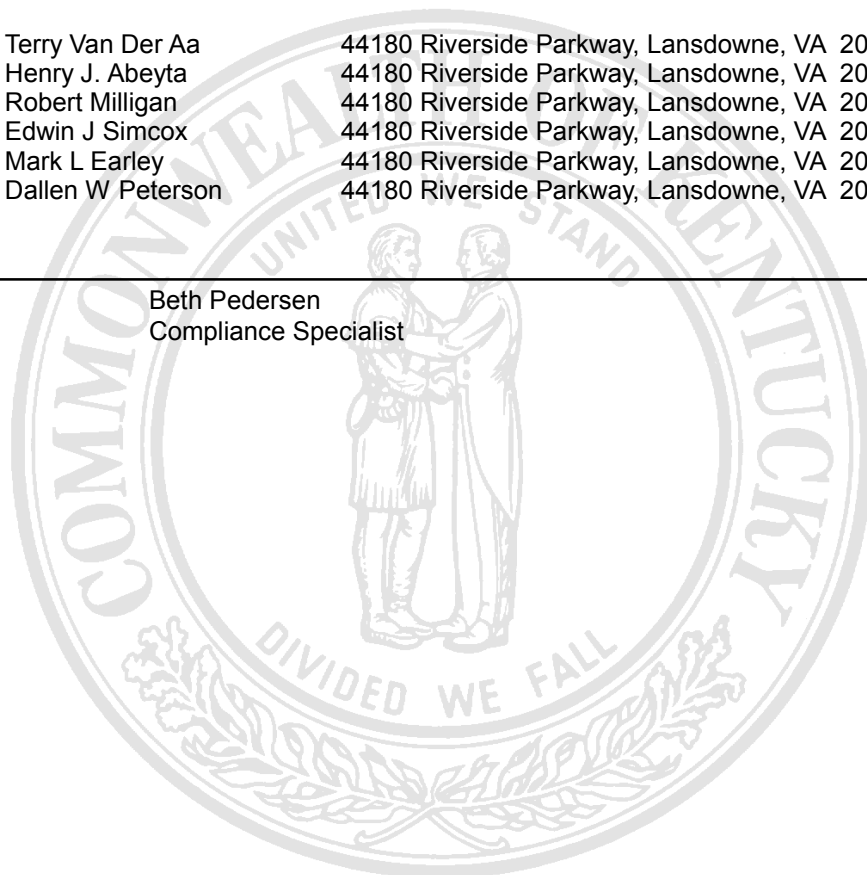 Terry Van Der Aa 44180 Riverside Parkway, Lansdowne, VA 20
Henry J. Abeyta 44180 Riverside Parkway, Lansdowne, VA 20
Robert Milligan 44180 Riverside Parkway, Lansdowne, VA 20
Edwin J Simcox 44180 Riverside Parkway, Lansdowne, VA 20
Mark L Earley 44180 Riverside Parkway, Lansdowne, VA 20
Dallen W Peterson 44180 Riverside Parkway, Lansdowne, VA 20
COMMONWEALTH OF KENTUCKY
UNITED WE STAND
Beth Pedersen
Compliance Specialist
DIVIDED WE FALL